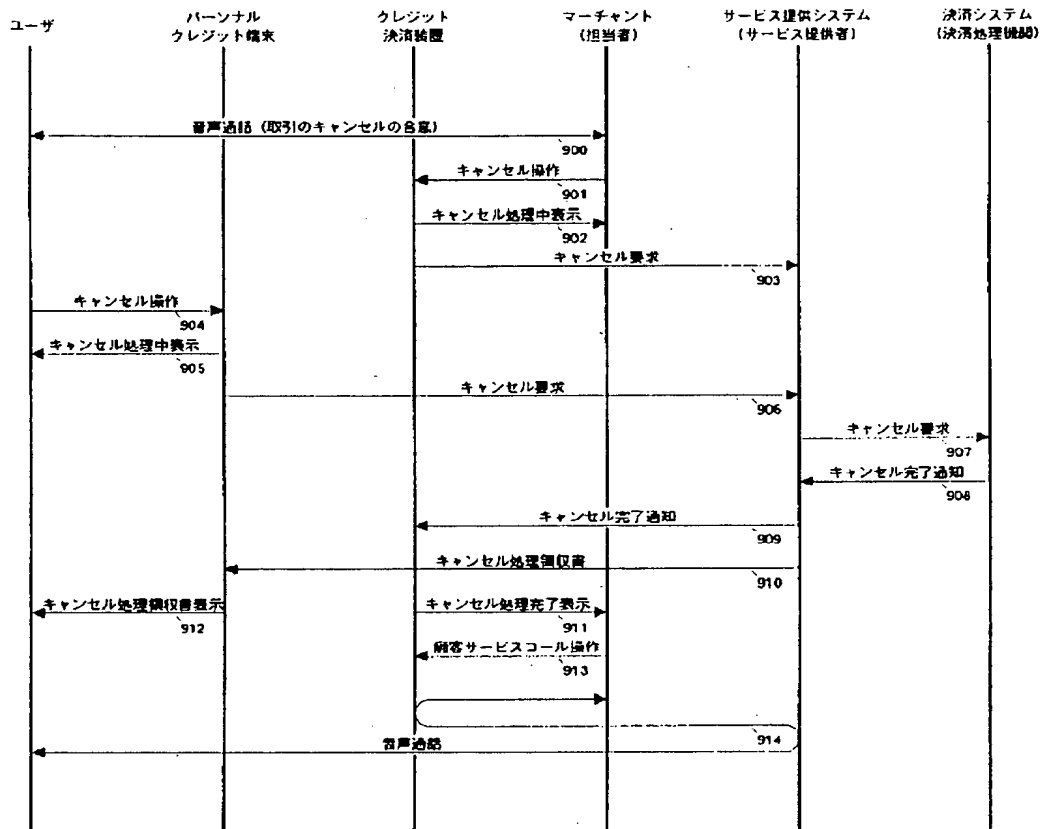 ユーザ
パーソナル
クレジット端末
クレジット
決済装置
マーチャント
(担当者)
サービス提供システム
(サービス提供者)
決済システム
(決済処理機関)
音声通話 (取引のキャンセルの合意)
900
キャンセル操作
901
キャンセル処理中表示
902
キャンセル要求
903
キャンセル操作
904
キャンセル処理中表示
905
キャンセル要求
906
キャンセル要求
907
キャンセル完了通知
908
キャンセル完了通知
909
キャンセル処理領収書
910
キャンセル処理領収書表示
912
キャンセル処理完了表示
911
顧客サービスコール操作
913
914
音声通話